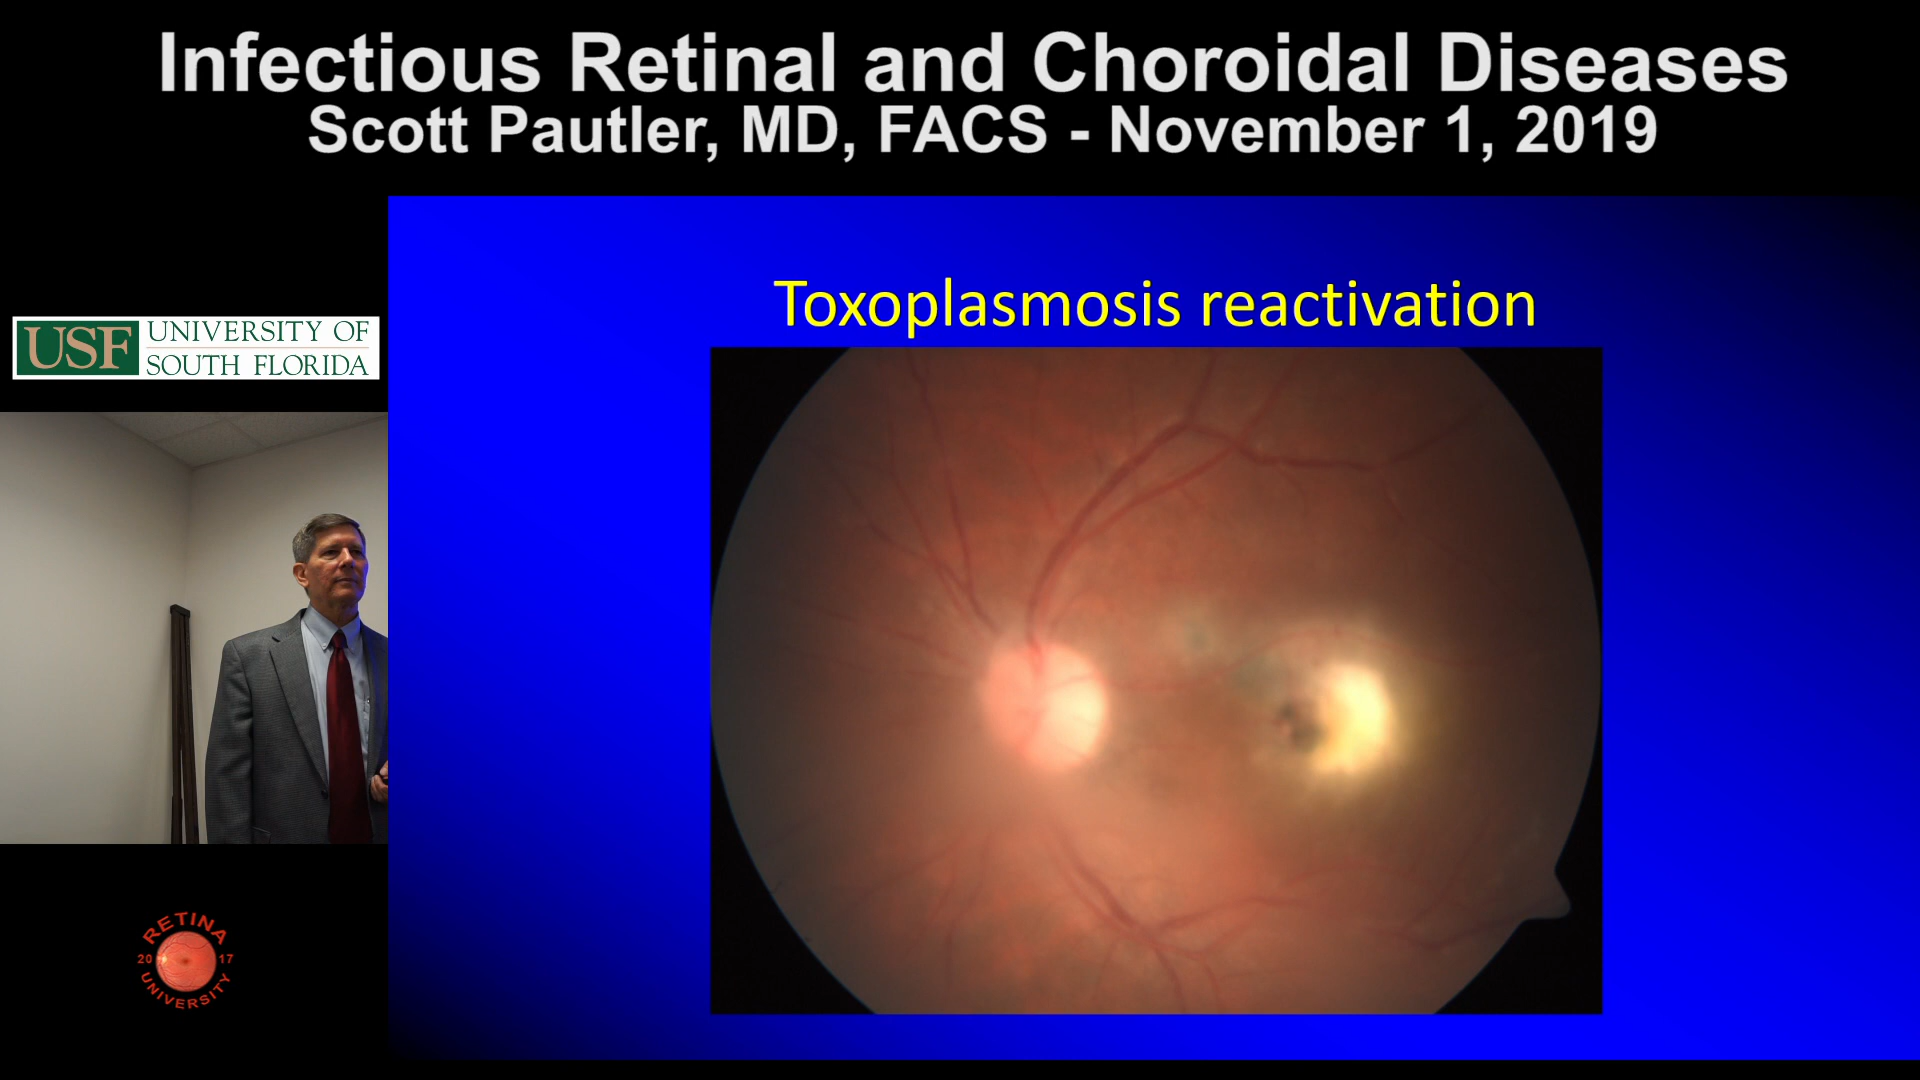 Infectious Retinal and Choroidal Diseases
Scott Pautler, MD, FACS - November 1, 2019
USF UNIVERSITY OF
SOUTH FLORIDA
Toxoplasmosis reactivation
RETINA
20 17
UNIVERSITY